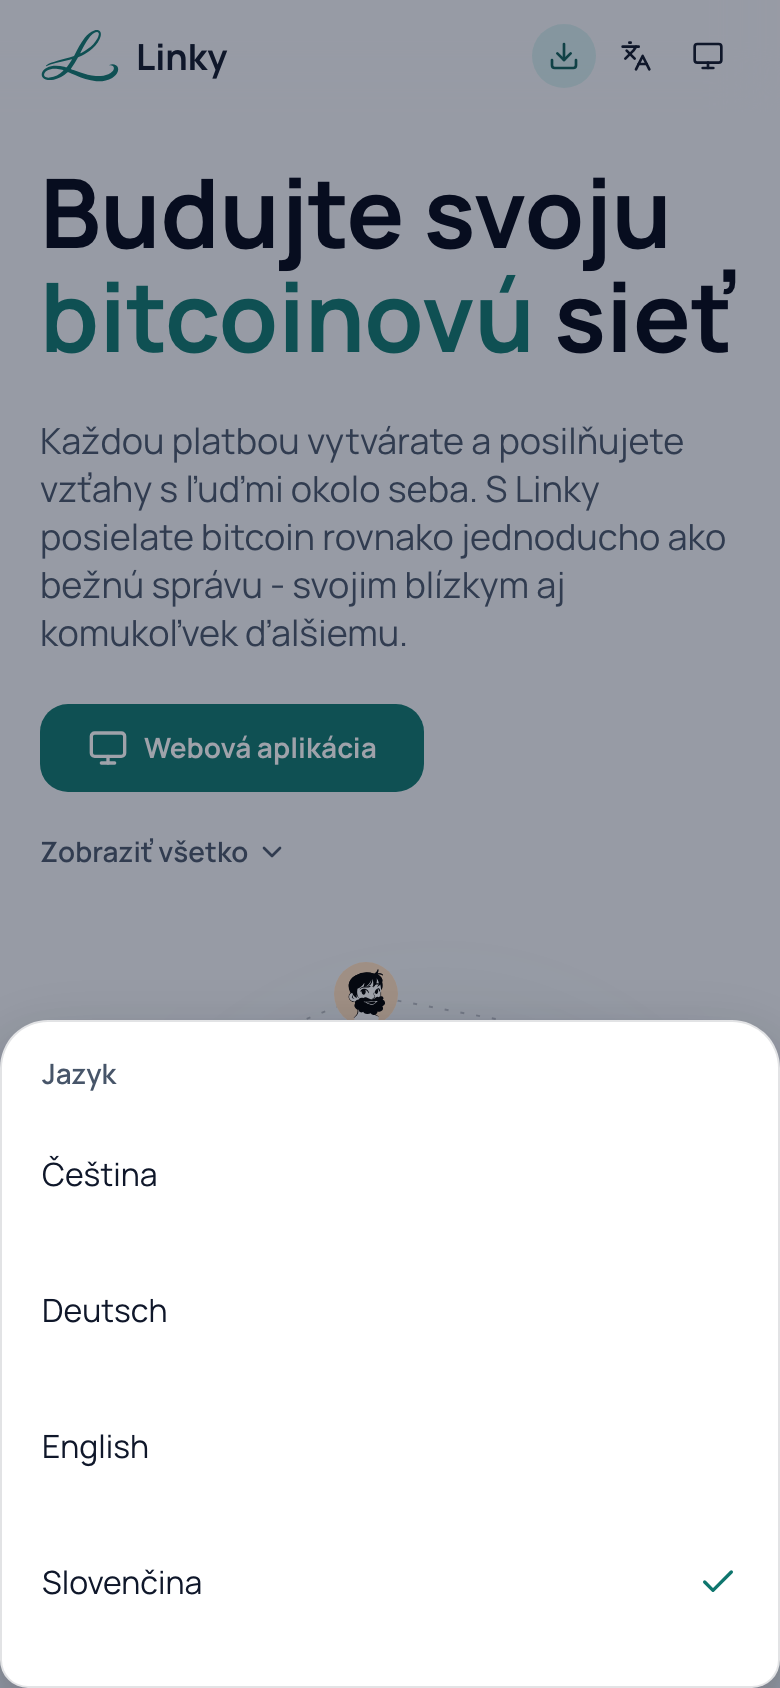 Linky
Budujte svoju
bitcoinovú sieť
Každou platbou vytvárate a posilňujete
vzťahy s ľuďmi okolo seba. S Linky
posielate bitcoin rovnako jednoducho ako
bežnú správu - svojim blízkym aj
komukoľvek ďalšiemu.
Webová aplikácia
Zobraziť všetko
Jazyk
Čeština
Deutsch
English
Slovenčina